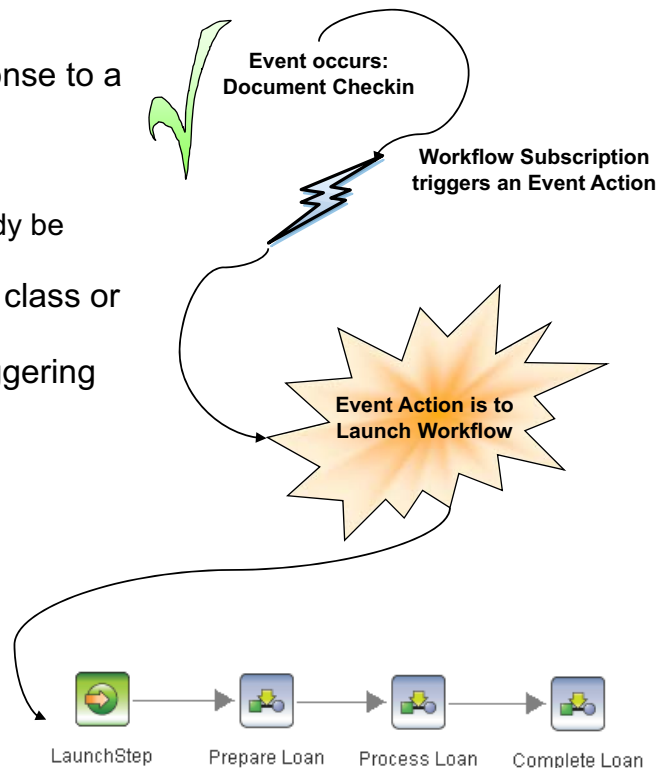 onse to a
dy be
class or
ggering
Event occurs:
Document Checkin
Workflow Subscription
triggers an Event Action
Event Action is to
Launch Workflow
LaunchStep
Prepare Loan
Process Loan
Complete Loan